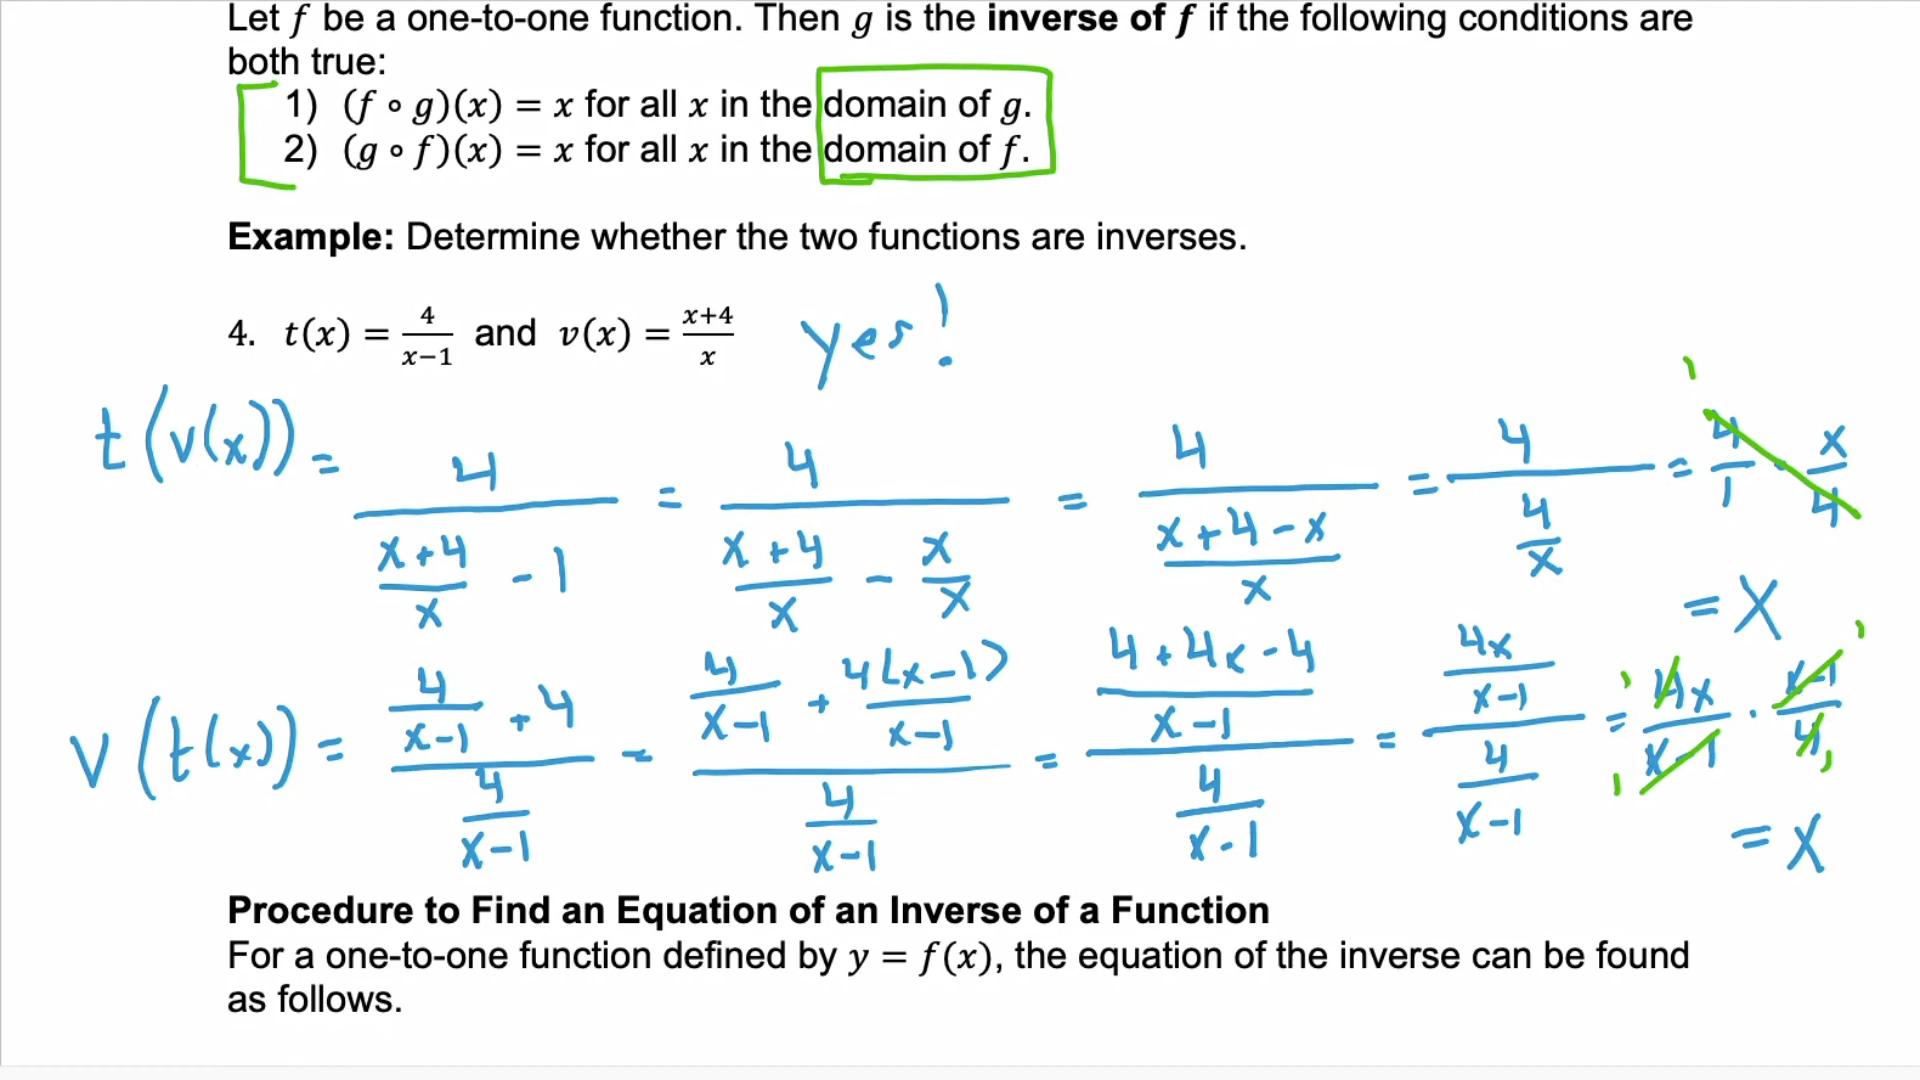 Let f be a one-to-one function. Then g is the inverse of f if the following conditions are
both true:
1) (f ∘ g)(x) = x for all x in the domain of g.
2) (g ∘ f)(x) = x for all x in the domain of f.
Example: Determine whether the two functions are inverses.
4. t(x) = 4/(x−1) and v(x) = (x+4)/x yes!
t(v(x)) = 4/((x+4)/x - 1) = 4/((x+4)/x - x/x) = 4/((x+4-x)/x) = 4/(4/x) = 4/1 · x/4
= x
v(t(x)) = (4/(x-1) + 4)/(4/(x-1)) = (4/(x-1) + 4(x-1)/(x-1))/(4/(x-1)) = ((4+4x-4)/(x-1))/(4/(x-1)) = (4x/(x-1))/(4/(x-1)) = 4x/(x-1) · (x-1)/4
= x
Procedure to Find an Equation of an Inverse of a Function
For a one-to-one function defined by y = f(x), the equation of the inverse can be found
as follows.